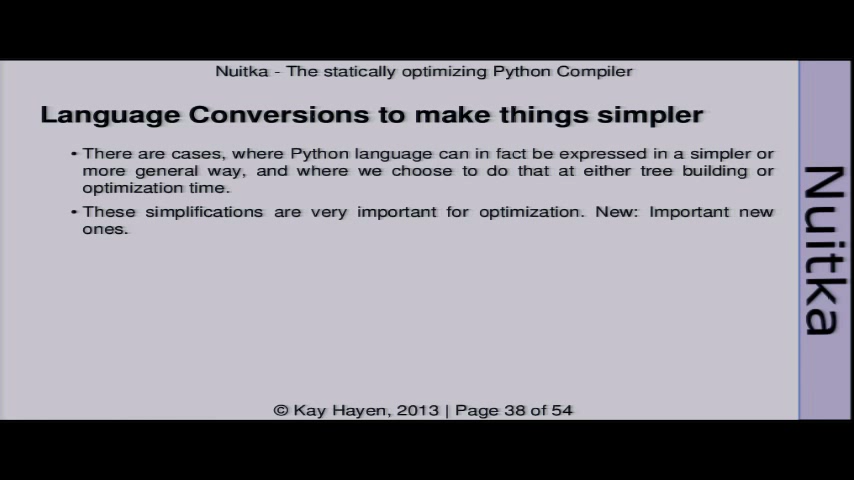 Nuitka - The statically optimizing Python Compiler
Language Conversions to make things simpler
• There are cases, where Python language can in fact be expressed in a simpler or
more general way, and where we choose to do that at either tree building or
optimization time.
• These simplifications are very important for optimization. New: Important new
ones.
Nuitka
© Kay Hayen, 2013 | Page 38 of 54